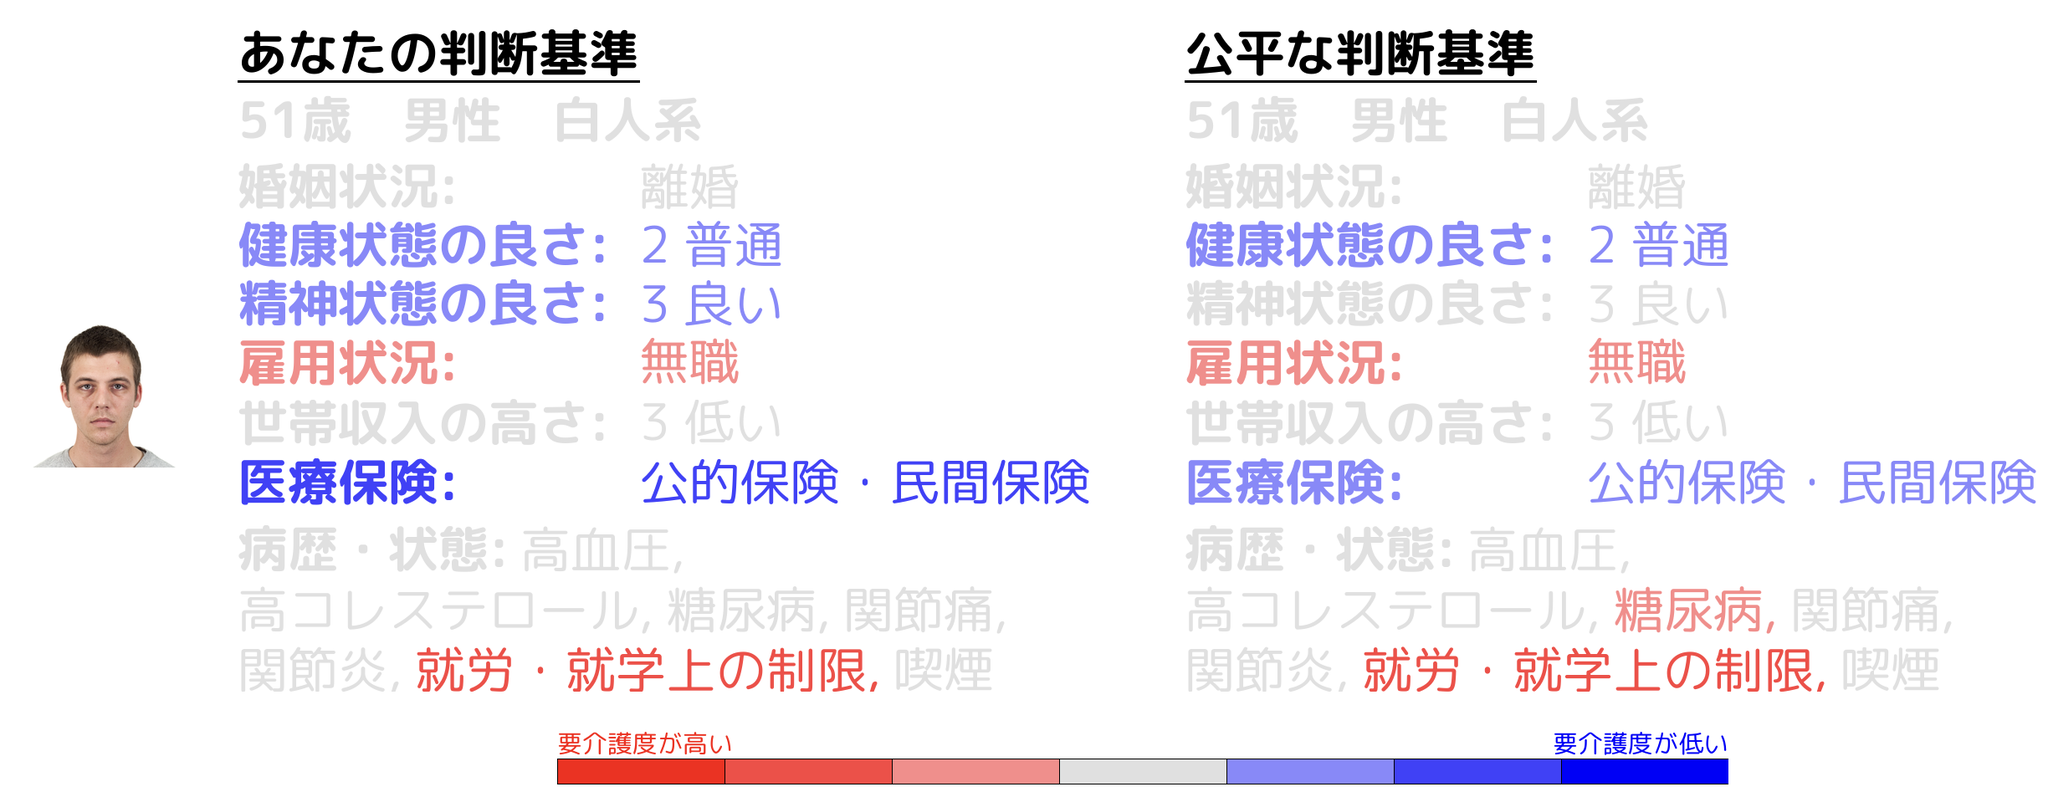 あなたの判断基準
51歳　男性　白人系
婚姻状況: 離婚
健康状態の良さ: 2 普通
精神状態の良さ: 3 良い
雇用状況: 無職
世帯収入の高さ: 3 低い
医療保険: 公的保険・民間保険
病歴・状態: 高血圧,
高コレステロール, 糖尿病, 関節痛,
関節炎, 就労・就学上の制限, 喫煙
公平な判断基準
51歳　男性　白人系
婚姻状況: 離婚
健康状態の良さ: 2 普通
精神状態の良さ: 3 良い
雇用状況: 無職
世帯収入の高さ: 3 低い
医療保険: 公的保険・民間保険
病歴・状態: 高血圧,
高コレステロール, 糖尿病, 関節痛,
関節炎, 就労・就学上の制限, 喫煙
要介護度が高い
要介護度が低い